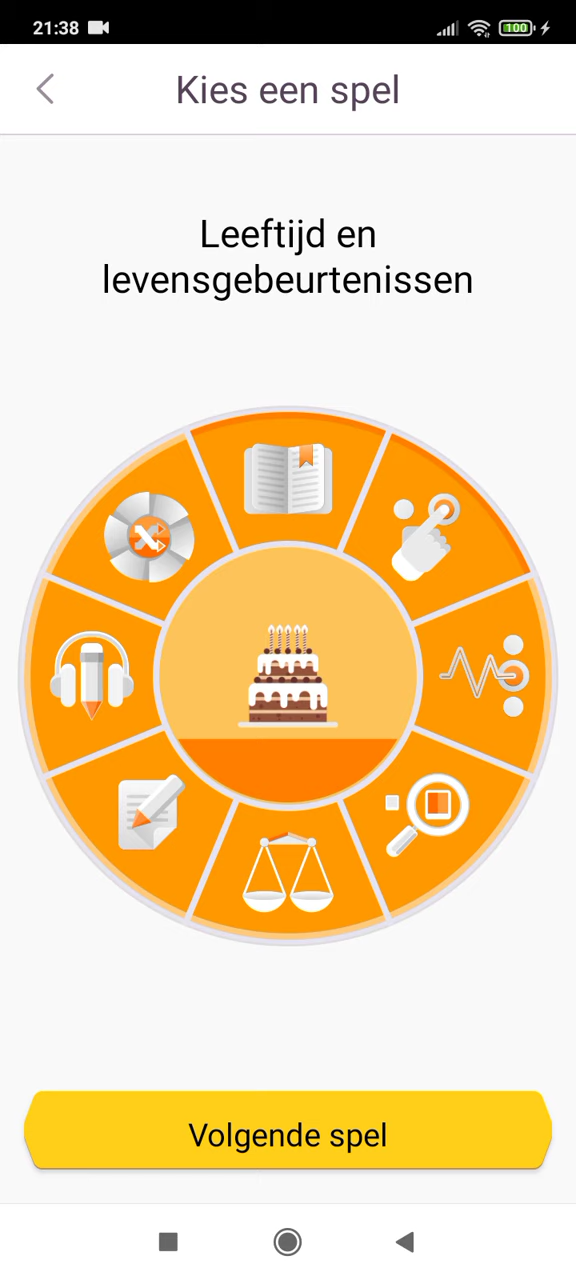 21:38
100
Kies een spel
Leeftijd en
levensgebeurtenissen
Volgende spel